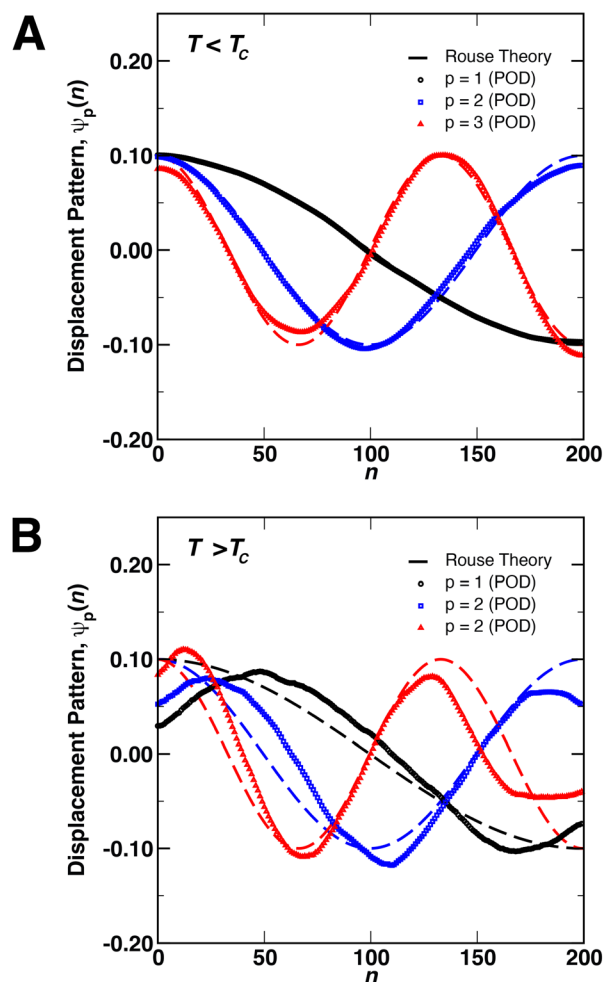 A
T < Tc
Rouse Theory
p = 1 (POD)
p = 2 (POD)
p = 3 (POD)
Displacement Pattern, ψp(n)
0.20
0.10
0.00
-0.10
-0.20
0
50
100
150
200
n
B
T >Tc
Rouse Theory
p = 1 (POD)
p = 2 (POD)
p = 2 (POD)
Displacement Pattern, ψp(n)
0.20
0.10
0.00
-0.10
-0.20
0
50
100
150
200
n